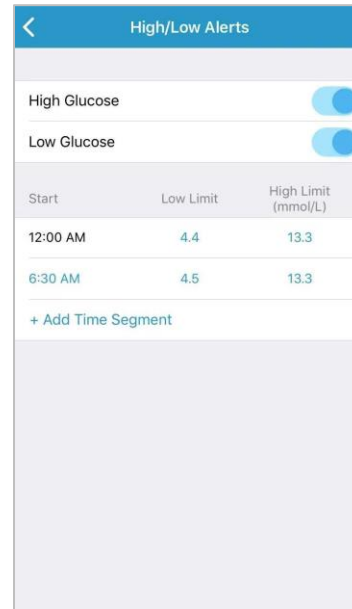 High/Low Alerts
High Glucose
Low Glucose
Start Low Limit High Limit
(mmol/L)
12:00 AM 4.4 13.3
6:30 AM 4.5 13.3
+ Add Time Segment